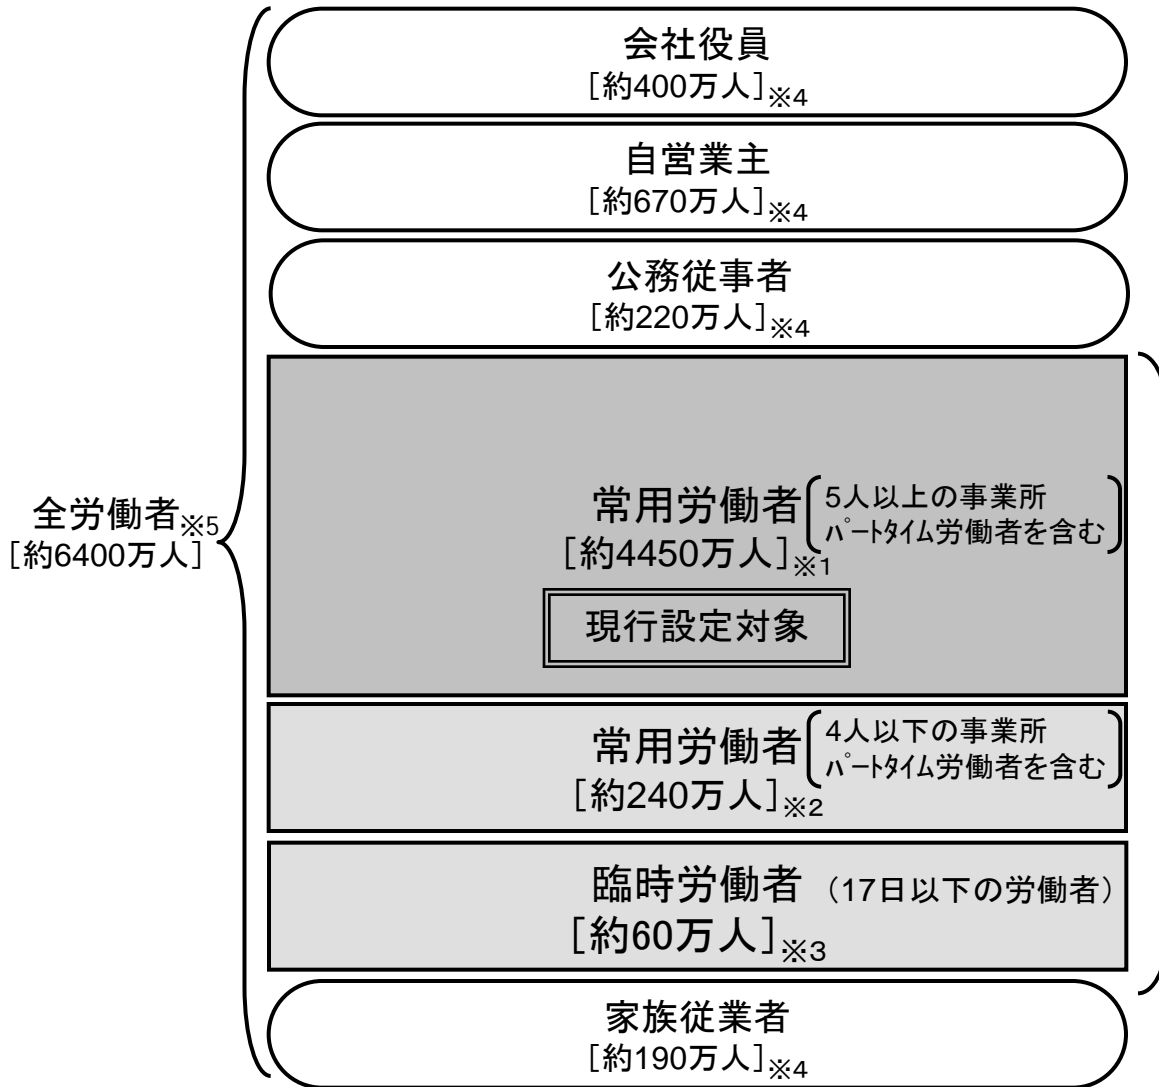 会社役員
[約400万人]※4
自営業主
[約670万人]※4
公務従事者
[約220万人]※4
全労働者※5
[約6400万人]
常用労働者
5人以上の事業所
パートタイム労働者を含む
[約4450万人]※1
現行設定対象
常用労働者
4人以下の事業所
パートタイム労働者を含む
[約240万人]※2
臨時労働者 (17日以下の労働者)
[約60万人]※3
家族従業者
[約190万人]※4